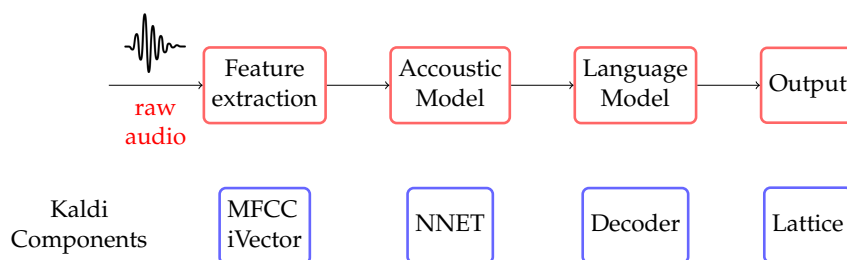 Feature
extraction
Accoustic
Model
Language
Model
Output
raw
audio
Kaldi
Components
MFCC
iVector
NNET
Decoder
Lattice